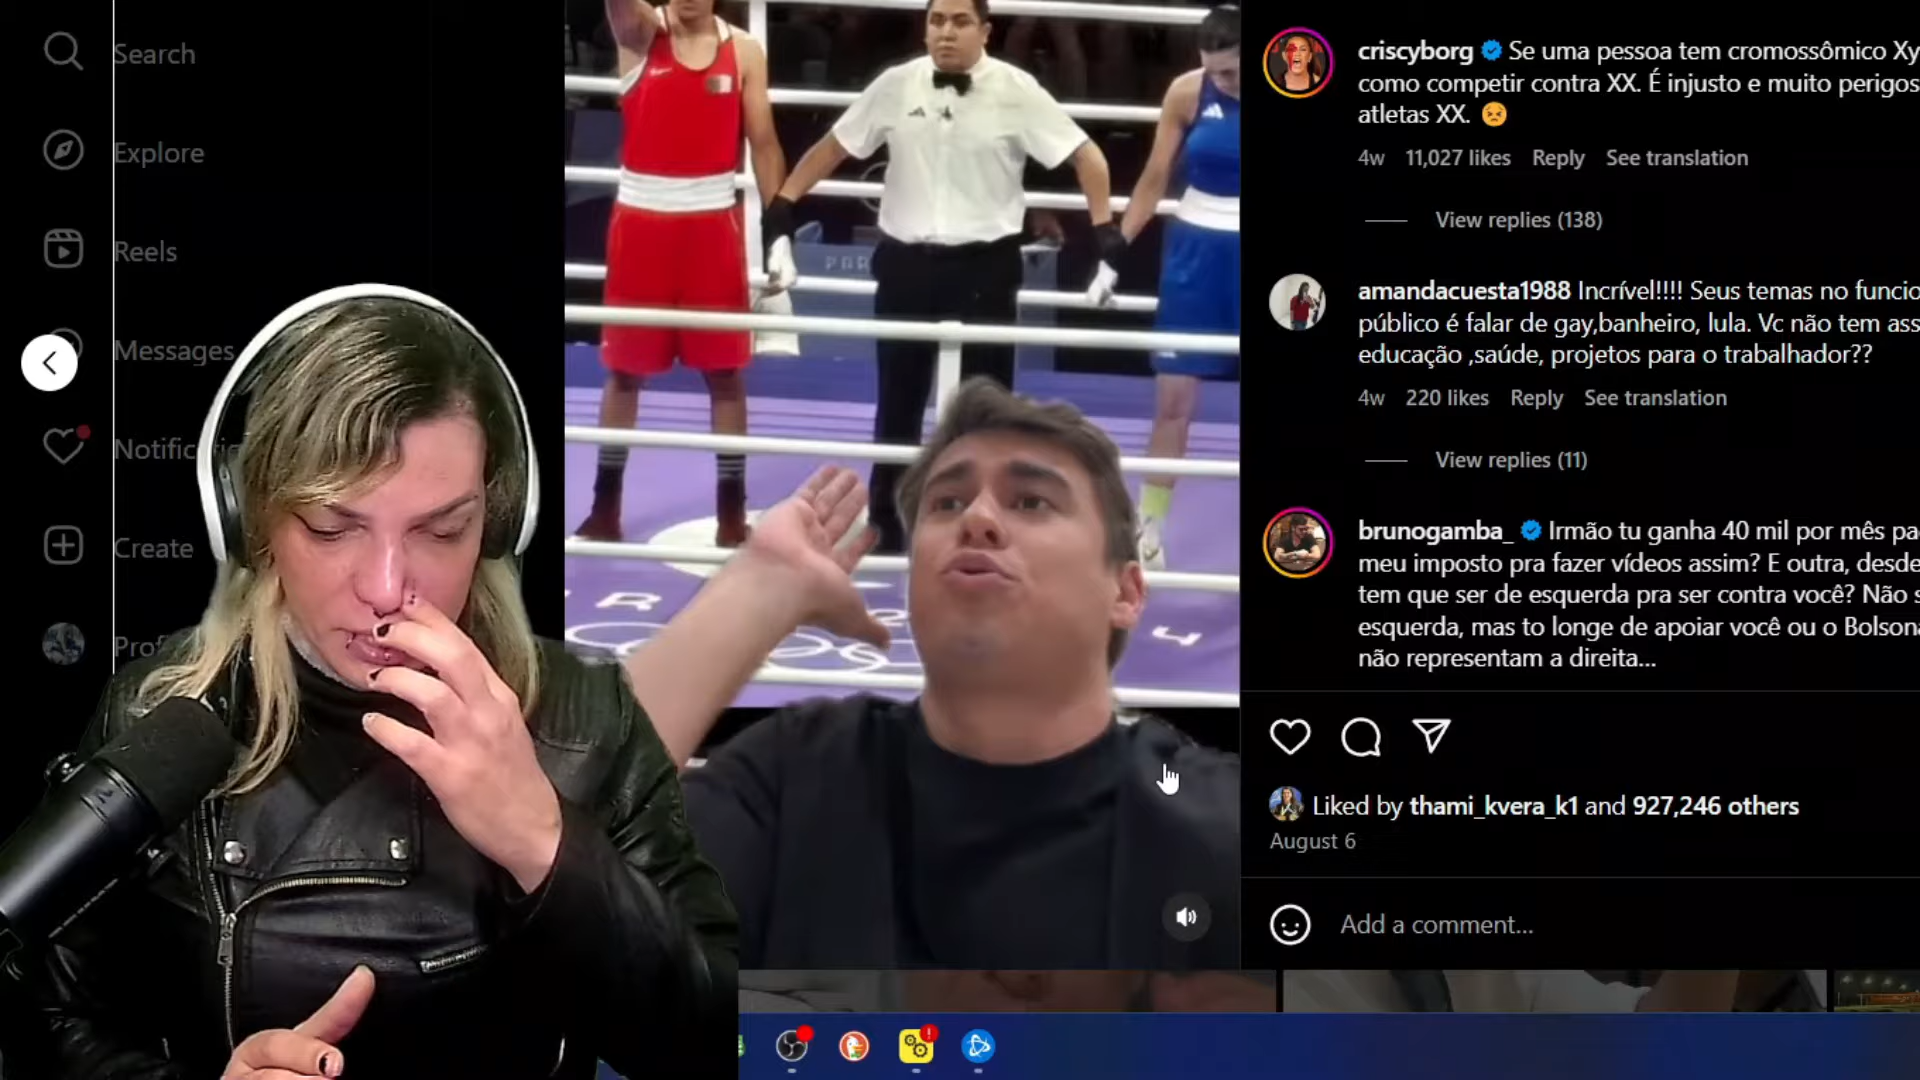 Search
Explore
Reels
Messages
Notific
Create
Prof
PAR
R
2
4
criscyborg Se uma pessoa tem cromossômico Xy
como competir contra XX. É injusto e muito perigos
atletas XX. 😣
4w 11,027 likes Reply See translation
View replies (138)
amandacuesta1988 Incrível!!!! Seus temas no funcio
público é falar de gay,banheiro, lula. Vc não tem ass
educação ,saúde, projetos para o trabalhador??
4w 220 likes Reply See translation
View replies (11)
brunogamba_ Irmão tu ganha 40 mil por mês pa
meu imposto pra fazer vídeos assim? E outra, desde
tem que ser de esquerda pra ser contra você? Não s
esquerda, mas to longe de apoiar você ou o Bolsona
não representam a direita...
Liked by thami_kvera_k1 and 927,246 others
August 6
Add a comment...